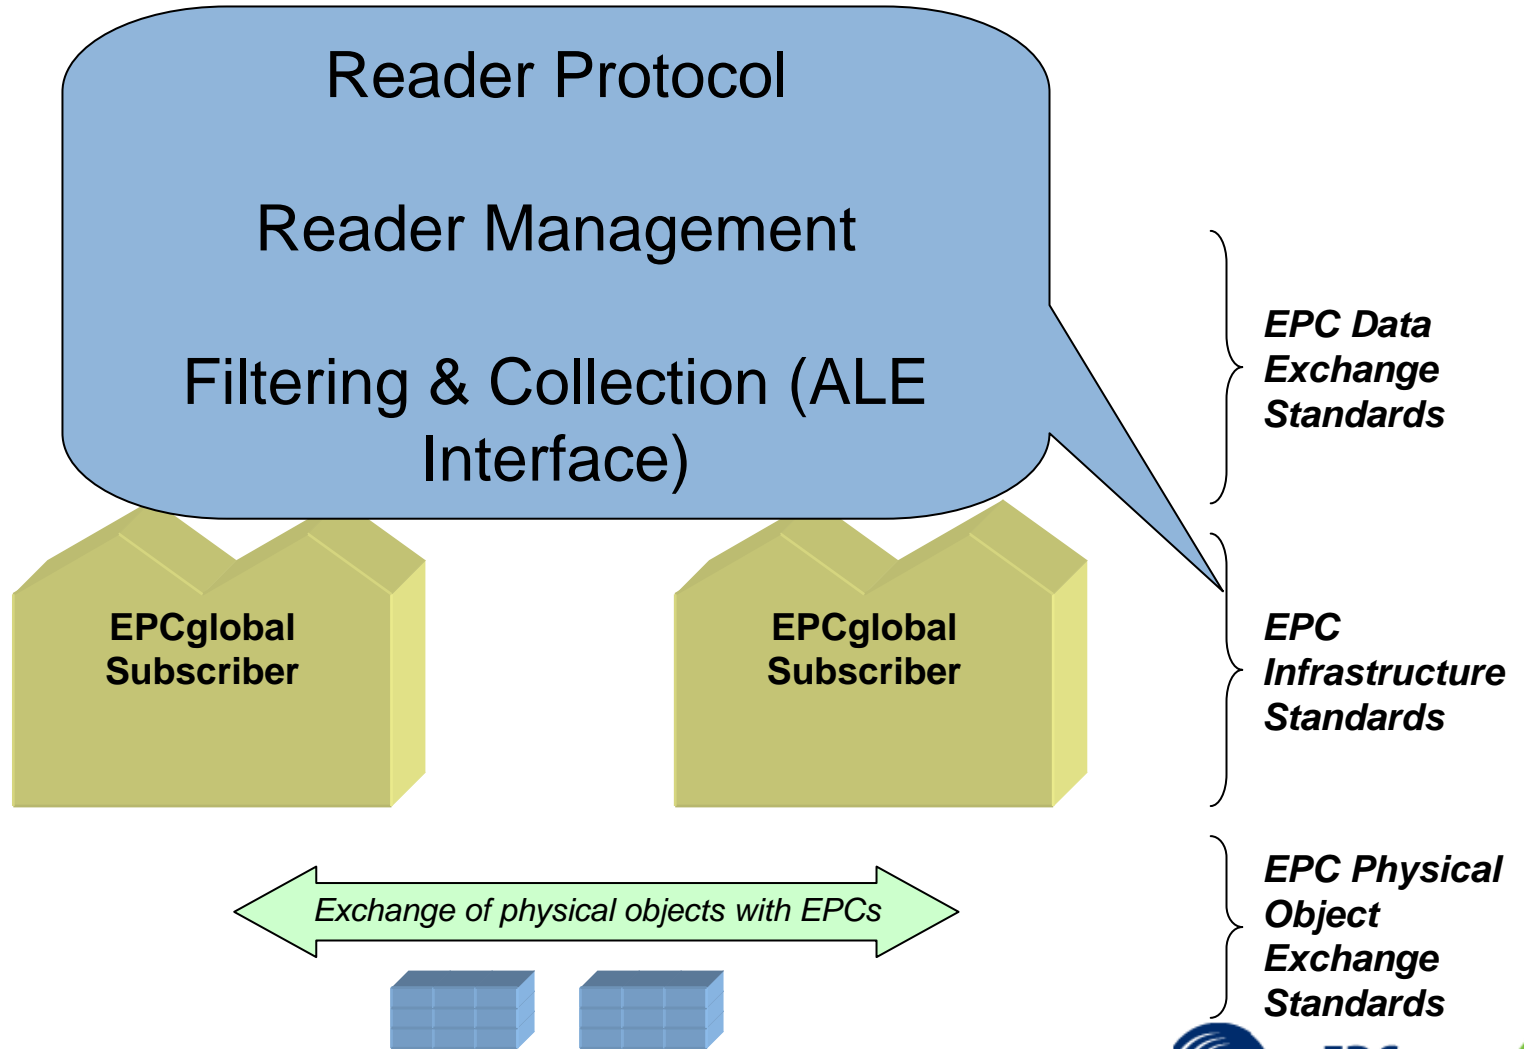 Reader Protocol
Reader Management
Filtering & Collection (ALE
Interface)
EPC Data
Exchange
Standards
EPCglobal
Subscriber
EPCglobal
Subscriber
EPC
Infrastructure
Standards
Exchange of physical objects with EPCs
EPC Physical
Object
Exchange
Standards